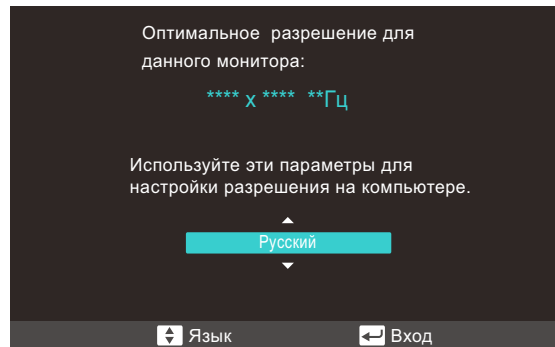 Оптимальное разрешение для
данного монитора:
**** x **** **Гц
Используйте эти параметры для
настройки разрешения на компьютере.
Русский
Язык
Вход